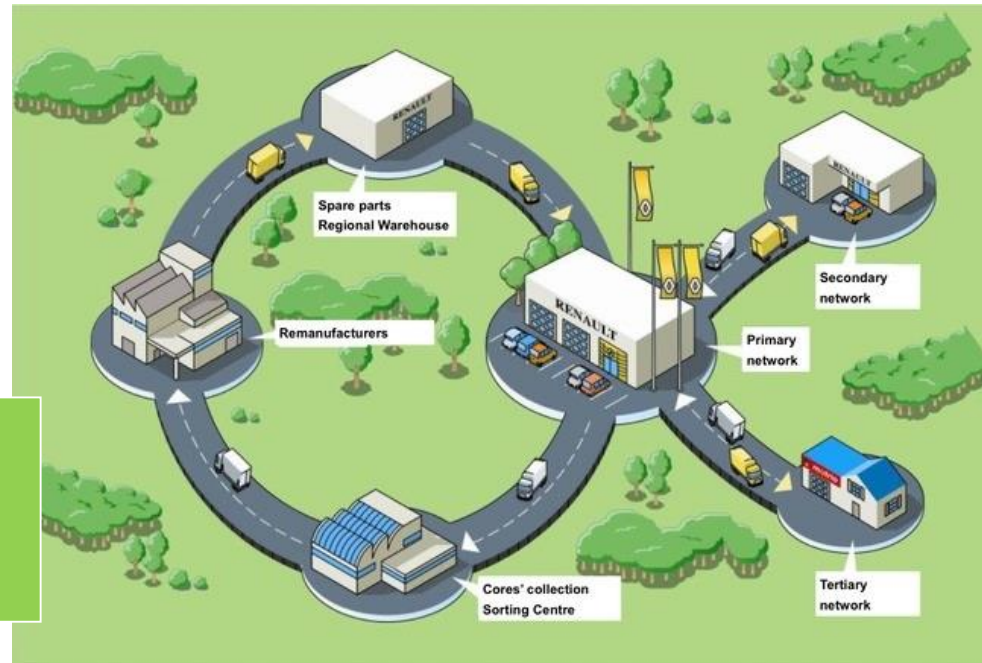 RENAULT
Spare parts
Regional Warehouse
RENAULT
Secondary
network
Remanufacturers
RENAULT
Primary
network
Cores' collection
Sorting Centre
Tertiary
network